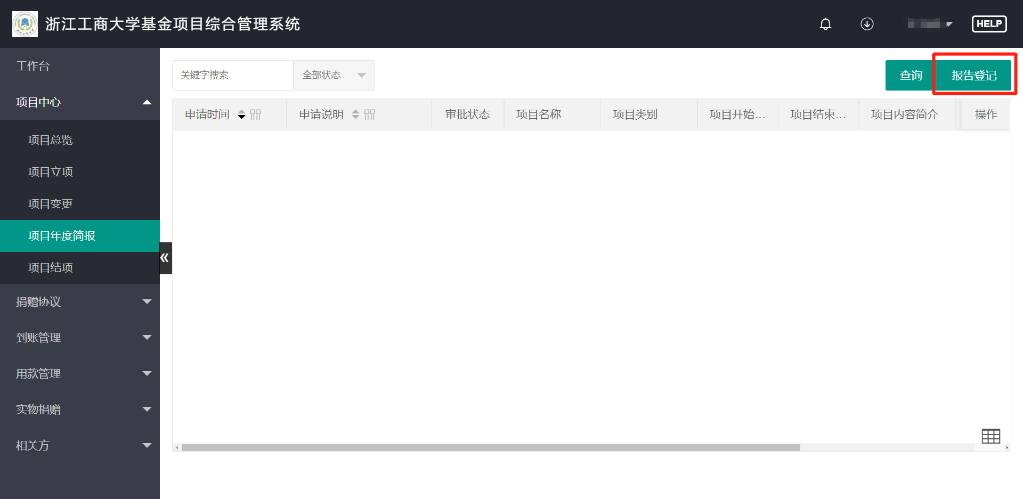 浙江工商大学基金项目综合管理系统
HELP
工作台
项目中心
项目总览
项目立项
项目变更
项目年度简报
项目结项
捐赠协议
到账管理
用款管理
实物捐赠
相关方
关键字搜索 全部状态 查询 报告登记
申请时间 申请说明 审批状态 项目名称 项目类别 项目开始... 项目结束... 项目内容简介 操作